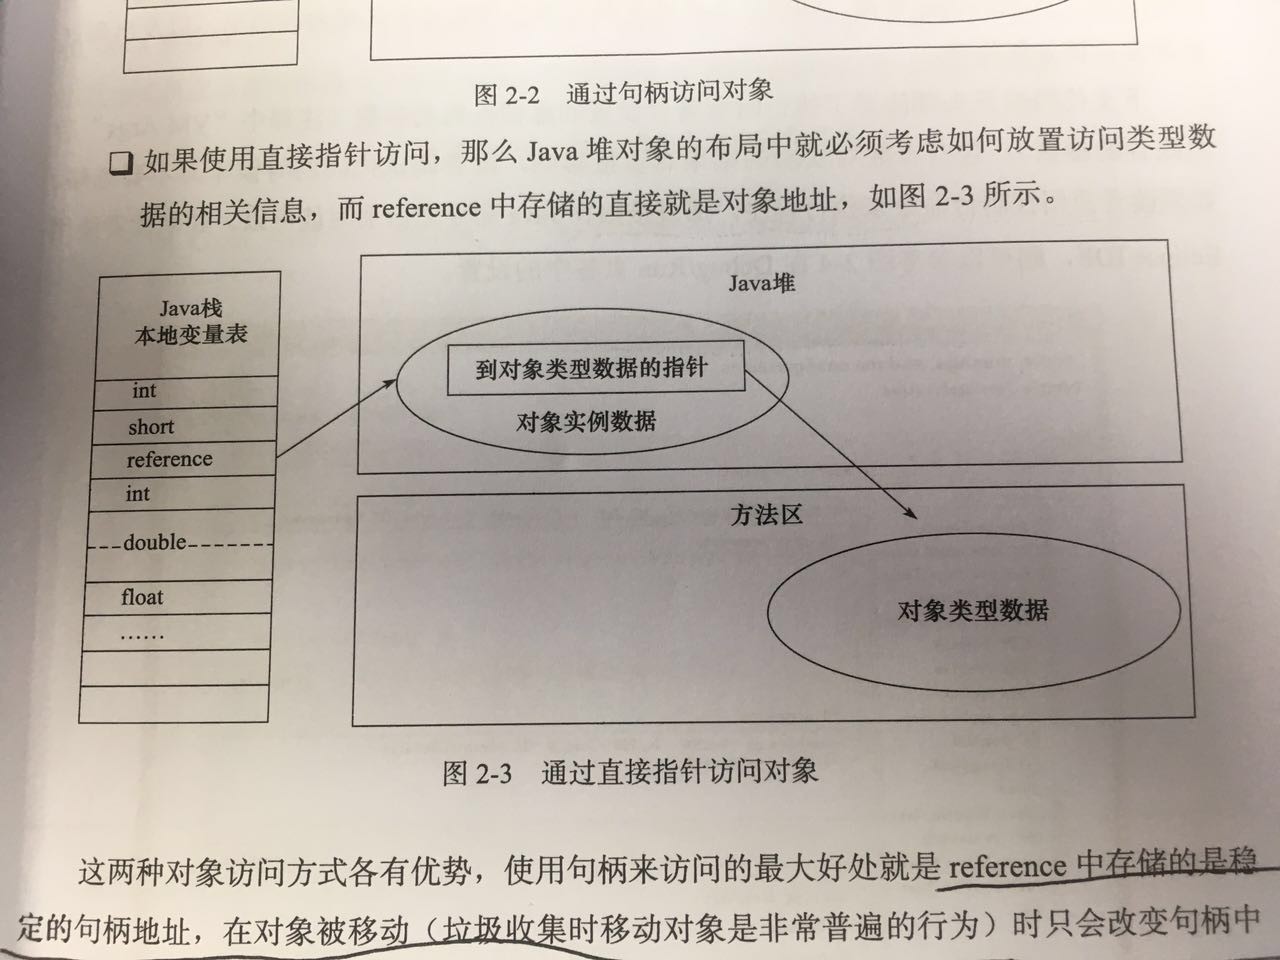 图 2-2 通过句柄访问对象
如果使用直接指针访问，那么 Java 堆对象的布局中就必须考虑如何放置访问类型数
据的相关信息，而 reference 中存储的直接就是对象地址，如图 2-3 所示。
Java栈
本地变量表
int
short
reference
int
double
float
……
Java堆
到对象类型数据的指针
对象实例数据
方法区
对象类型数据
图 2-3 通过直接指针访问对象
这两种对象访问方式各有优势，使用句柄来访问的最大好处就是 reference 中存储的是稳
定的句柄地址，在对象被移动（垃圾收集时移动对象是非常普遍的行为）时只会改变句柄中